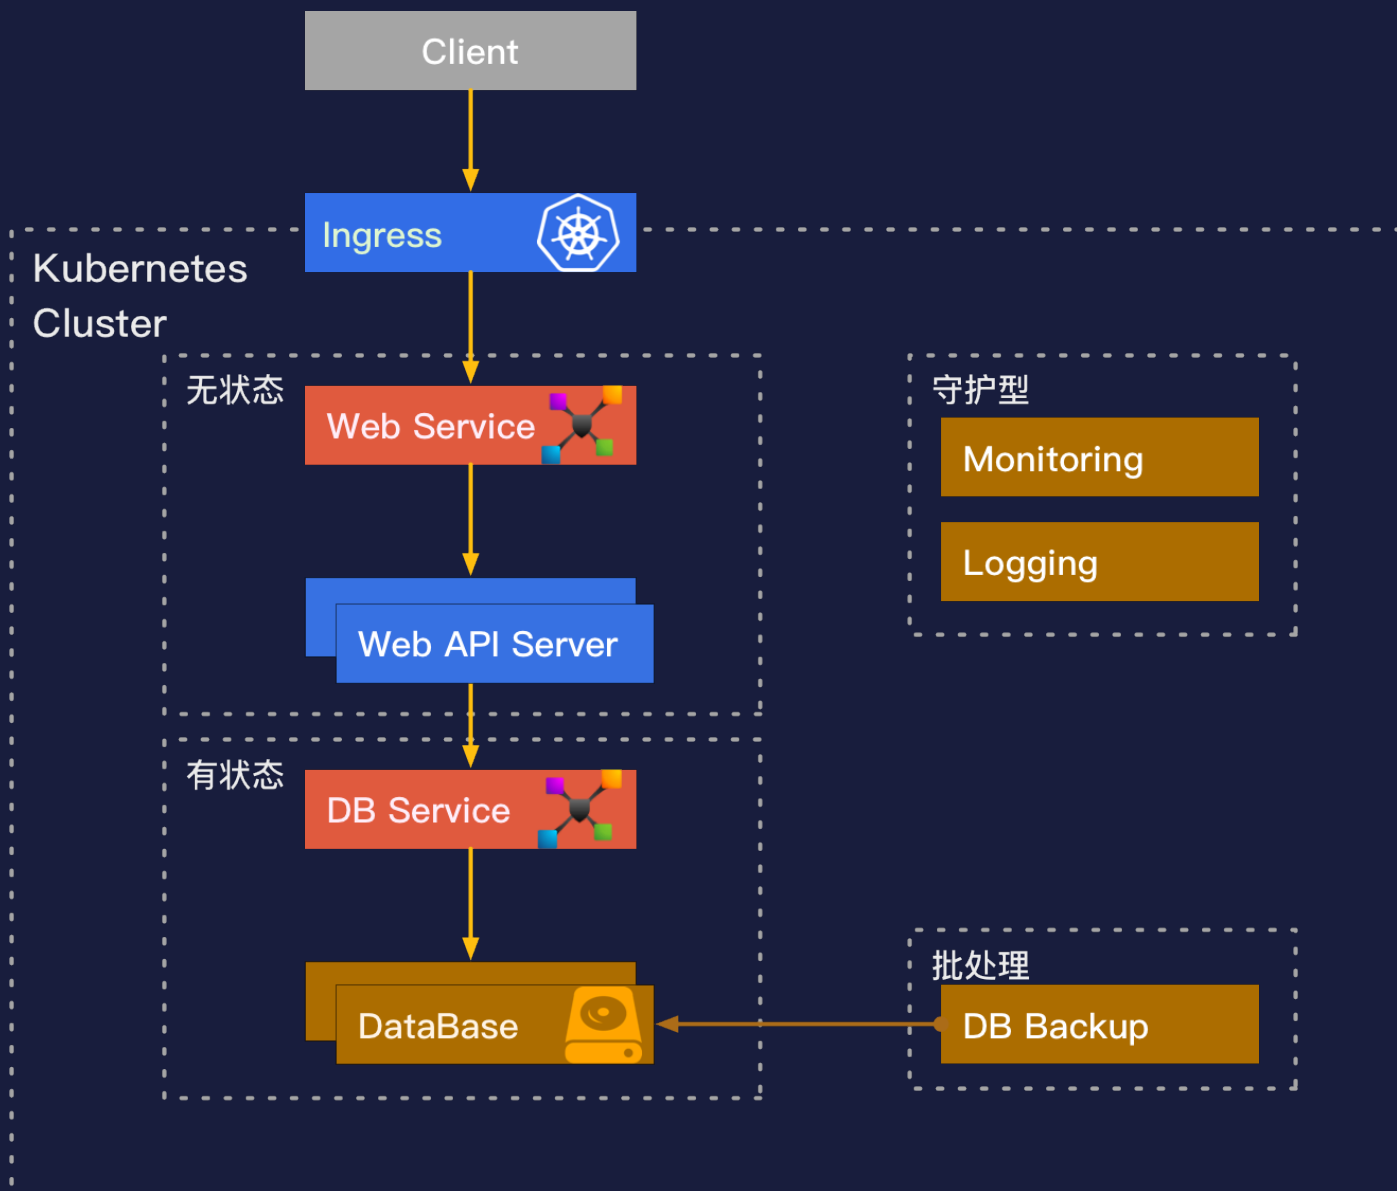 Client
Ingress
Kubernetes
Cluster
无状态
Web Service
Web API Server
有状态
DB Service
DataBase
守护型
Monitoring
Logging
批处理
DB Backup